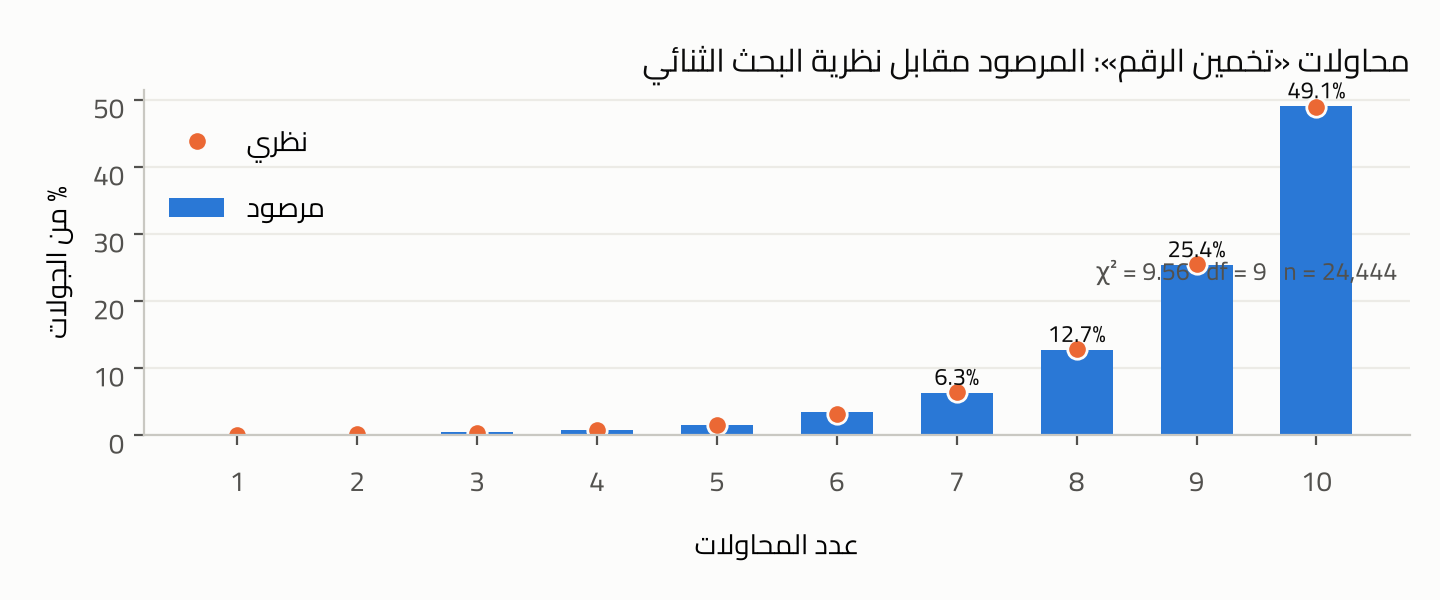 محاولات «تخمين الرقم»: المرصود مقابل نظرية البحث الثنائي
49.1%
50
نظري
40
مرصود
% من الجولات
30
25.4%
χ² = 9.56 df = 9 n = 24,444
20
12.7%
10
6.3%
0
1 2 3 4 5 6 7 8 9 10
عدد المحاولات